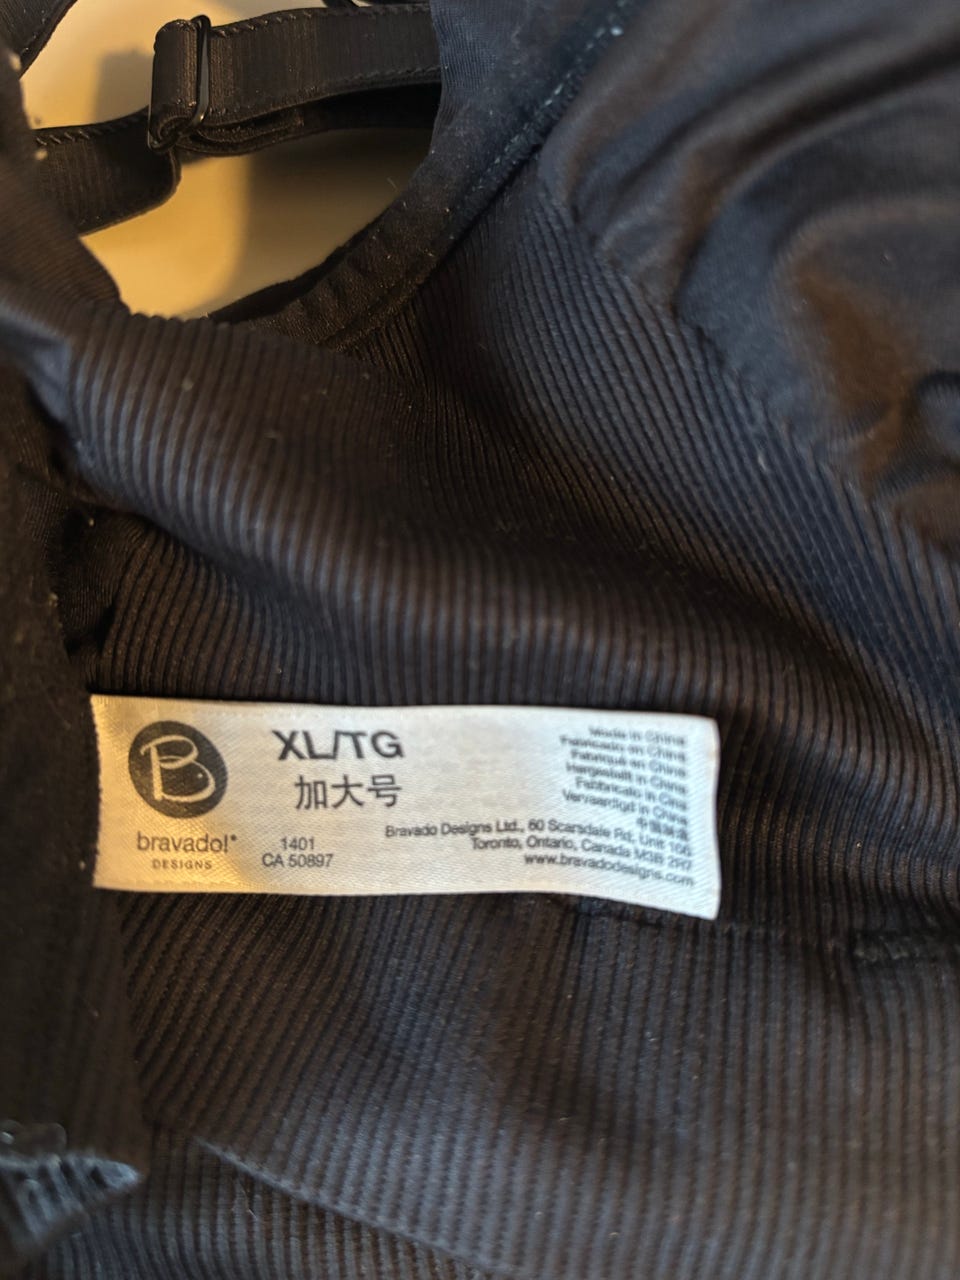 B
bravado!
DESIGNS
XL/TG
加大号
1401
CA 50897
Made in China
Fabricado en China
Fabriqué en China
Hergestellt in China
Fabbricato in Cina
Vervaardigd in China
中国制造
Bravado Designs Ltd., 60 Scarsdale Rd, Unit 100
Toronto, Ontario, Canada M3B 2R7
www.bravadodesigns.com